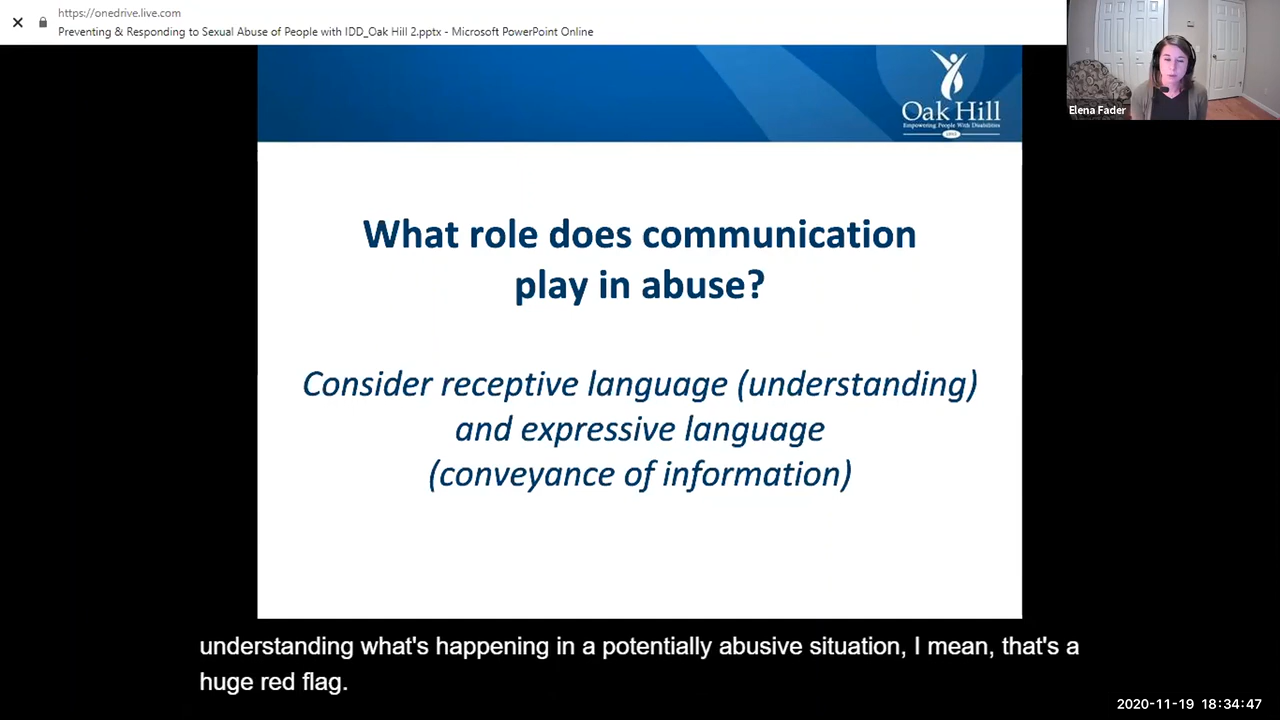 https://onedrive.live.com
Preventing & Responding to Sexual Abuse of People with IDD_Oak Hill 2.pptx - Microsoft PowerPoint Online
Elena Fader
Oak Hill
Empowering People With Disabilities
What role does communication
play in abuse?
Consider receptive language (understanding)
and expressive language
(conveyance of information)
understanding what's happening in a potentially abusive situation, I mean, that's a
huge red flag.
2020-11-19 18:34:47